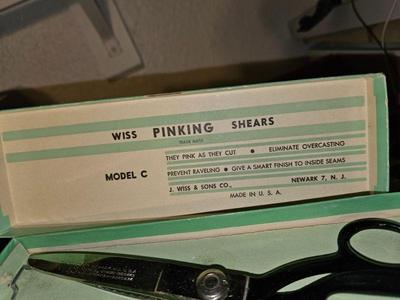 WISS PINKING SHEARS
TRADE MARK
THEY PINK AS THEY CUT • ELIMINATE OVERCASTING
MODEL C
PREVENT RAVELING • GIVE A SMART FINISH TO INSIDE SEAMS
J. WISS & SONS CO., NEWARK 7, N. J.
MADE IN U. S. A.